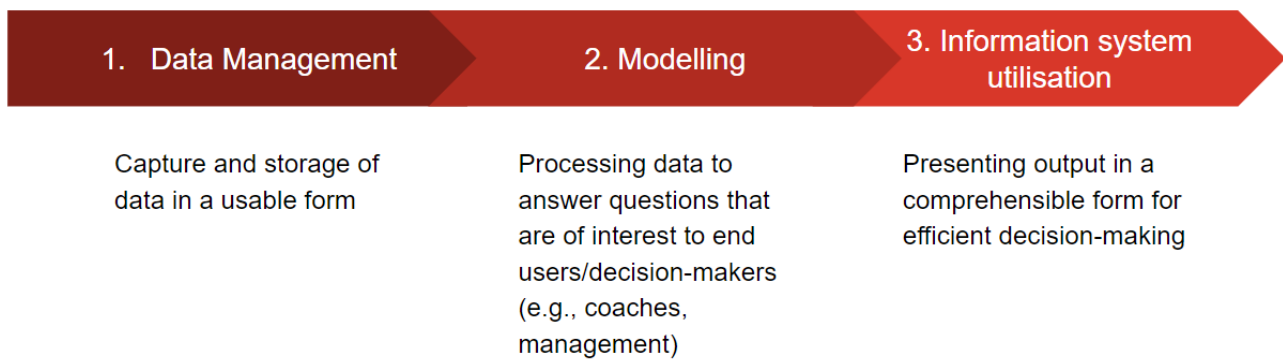 1. Data Management
2. Modelling
3. Information system
utilisation
Capture and storage of
data in a usable form
Processing data to
answer questions that
are of interest to end
users/decision-makers
(e.g., coaches,
management)
Presenting output in a
comprehensible form for
efficient decision-making